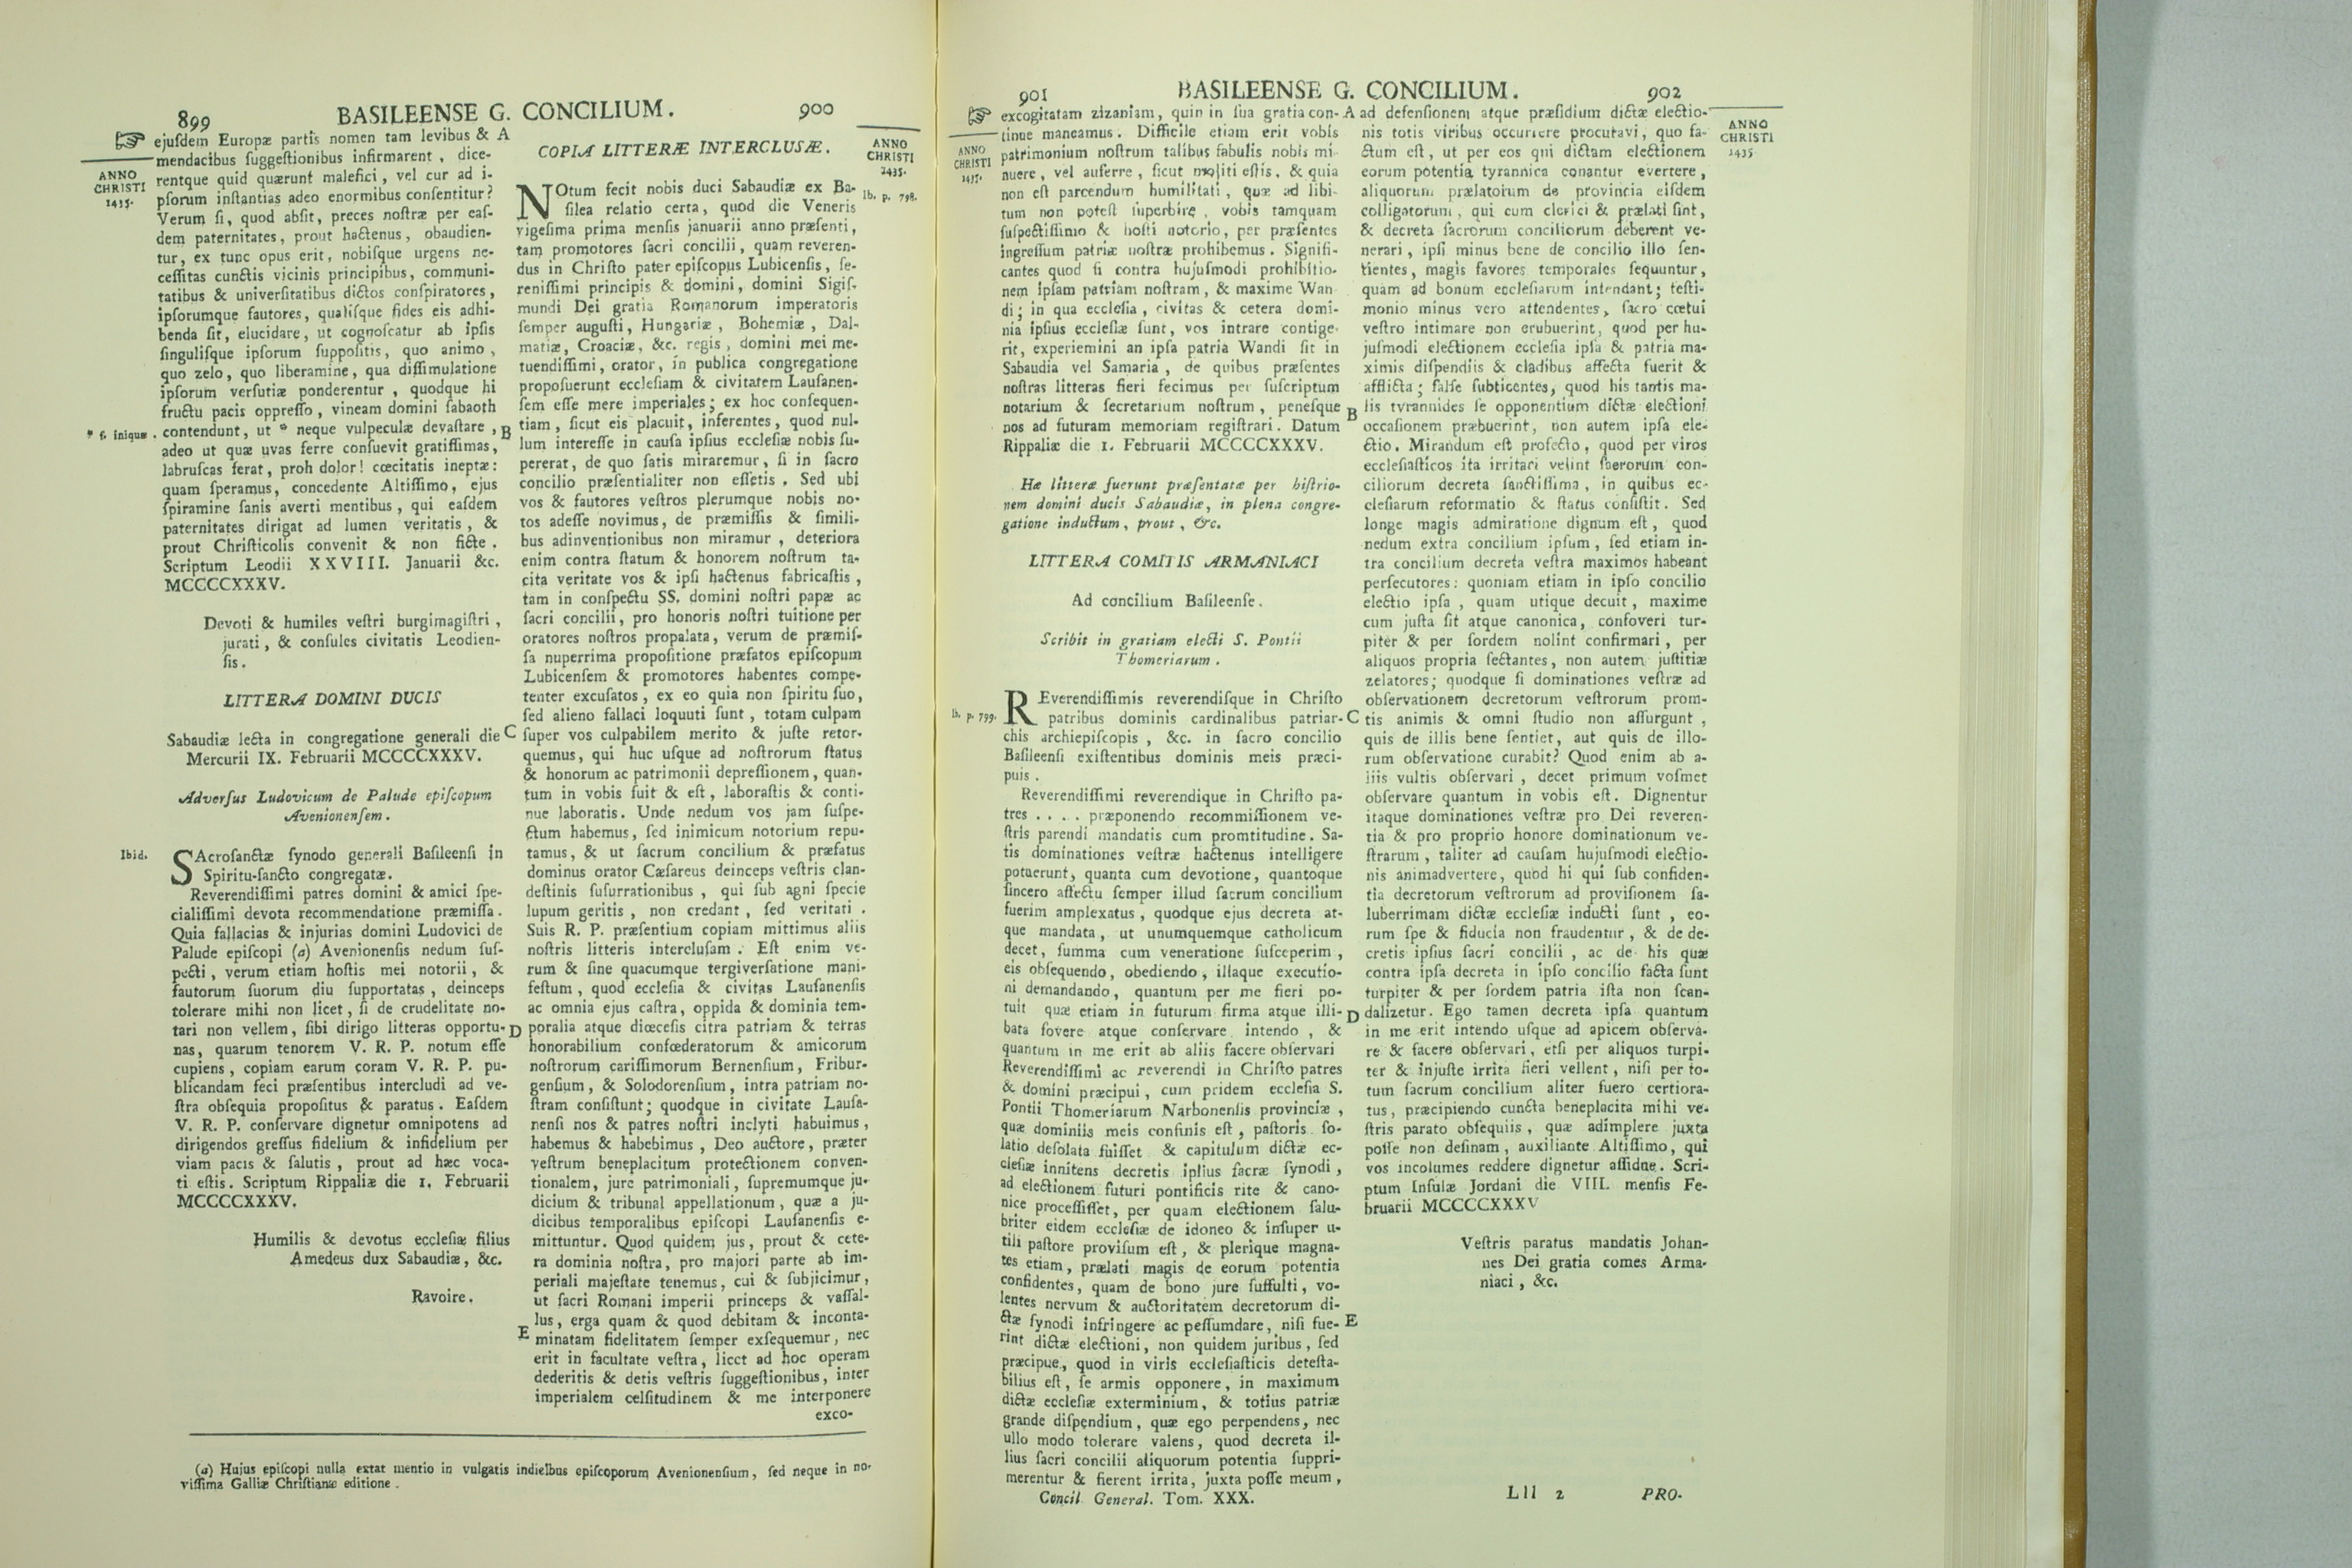 899
BASILEENSE G. CONCILIUM.
900
ejuſdem Europæ partis nomen tam levibus & A
mendacibus ſuggeſtionibus infirmarent, dice-
rentque quid quærunt malefici, vel cur ad i-
pſorum inſtantias adeo enormibus conſentitur?
Verum ſi, quod abſit, preces noſtræ per eaſ-
dem paternitates, prout hactenus, obaudien-
tur, ex tunc opus erit, nobiſque urgens ne-
ceſſitas cunctis vicinis principibus, communi-
tatibus & univerſitatibus dictos conſpiratores,
ipſorumque fautores, qualiſque fides eis adhi-
benda ſit, elucidare, ut cognoſcatur ab ipſis
ſinguliſque ipſorum ſuppoſitis, quo animo,
quo zelo, quo liberamine, qua diſſimulatione
ipſorum verſutiæ ponderentur, quodque hi
fructu pacis oppreſſo, vineam domini ſabaoth
contendunt, ut * neque vulpeculæ devaſtare, B
adeo ut quæ uvas ferre conſuevit gratiſſimas,
labruſcas ferat, proh dolor! cœcitatis ineptæ:
quam ſperamus, concedente Altiſſimo, ejus
ſpiramine ſanis averti mentibus, qui eaſdem
paternitates dirigat ad lumen veritatis, &
prout Chriſticolis convenit & non ficte.
Scriptum Leodii XXVIII. Januarii &c.
MCCCCXXXV.
ANNO
CHRISTI
1435.
* f. iniquæ.
Devoti & humiles veſtri burgimagiſtri,
jurati, & conſules civitatis Leodien-
ſis.
LITTERA DOMINI DUCIS
Sabaudiæ lecta in congregatione generali die C
Mercurii IX. Februarii MCCCCXXXV.
Adverſus Ludovicum de Palude epiſcopum
Avenionenſem.
Ibid.
SAcroſanctæ ſynodo generali Baſileenſi in
Spiritu-ſancto congregatæ.
Reverendiſſimi patres domini & amici ſpe-
cialiſſimi devota recommendatione præmiſſa.
Quia fallacias & injurias domini Ludovici de
Palude epiſcopi (a) Avenionenſis nedum ſuſ-
pecti, verum etiam hoſtis mei notorii, &
fautorum ſuorum diu ſupportatas, deinceps
tolerare mihi non licet, ſi de crudelitate no-
tari non vellem, ſibi dirigo litteras opportu- D
nas, quarum tenorem V. R. P. notum eſſe
cupiens, copiam earum coram V. R. P. pu-
blicandam feci præſentibus intercludi ad ve-
ſtra obſequia propoſitus & paratus. Eaſdem
V. R. P. conſervare dignetur omnipotens ad
dirigendos greſſus fidelium & infidelium per
viam pacis & ſalutis, prout ad hæc voca-
ti eſtis. Scriptum Rippaliæ die 1. Februarii
MCCCCXXXV.
Humilis & devotus eccleſiæ filius
Amedeus dux Sabaudiæ, &c.
Ravoire.
COPIA LITTERÆ INTERCLUSÆ.
ANNO
CHRISTI
1435.
Ib. p. 798.
NOtum fecit nobis duci Sabaudiæ ex Ba-
ſilea relatio certa, quod die Veneris
vigeſima prima menſis januarii anno præſenti,
tam promotores ſacri concilii, quam reveren-
dus in Chriſto pater epiſcopus Lubicenſis, ſe-
reniſſimi principis & domini, domini Sigiſ-
mundi Dei gratia Romanorum imperatoris
ſemper auguſti, Hungariæ, Bohemiæ, Dal-
matiæ, Croaciæ, &c. regis, domini mei me-
tuendiſſimi, orator, in publica congregatione
propoſuerunt eccleſiam & civitatem Lauſanen-
ſem eſſe mere imperiales; ex hoc conſequen-
tiam, ſicut eis placuit, inferentes, quod nul-
lum intereſſe in cauſa ipſius eccleſiæ nobis ſu-
pererat, de quo ſatis miraremur, ſi in ſacro
concilio præſentialiter non eſſetis. Sed ubi
vos & fautores veſtros plerumque nobis no-
tos adeſſe novimus, de præmiſſis & ſimili-
bus adinventionibus non miramur, deteriora
enim contra ſtatum & honorem noſtrum ta-
cita veritate vos & ipſi hactenus fabricaſtis,
tam in conſpectu SS. domini noſtri papæ ac
ſacri concilii, pro honoris noſtri tuitione per
oratores noſtros propalata, verum de præmiſ-
ſa nuperrima propoſitione præfatos epiſcopum
Lubicenſem & promotores habentes compe-
tenter excuſatos, ex eo quia non ſpiritu ſuo,
ſed alieno fallaci loquuti ſunt, totam culpam
ſuper vos culpabilem merito & juſte retor-
quemus, qui huc uſque ad noſtrorum ſtatus
& honorum ac patrimonii depreſſionem, quan-
tum in vobis fuit & eſt, laboraſtis & conti-
nue laboratis. Unde nedum vos jam ſuſpe-
ctum habemus, ſed inimicum notorium repu-
tamus, & ut ſacrum concilium & præfatus
dominus orator Cæſareus deinceps veſtris clan-
deſtinis ſuſurrationibus, qui ſub agni ſpecie
lupum geritis, non credant, ſed veritati.
Suis R. P. præſentium copiam mittimus aliis
noſtris litteris intercluſam. Eſt enim ve-
rum & ſine quacumque tergiverſatione mani-
feſtum, quod eccleſia & civitas Lauſanenſis
ac omnia ejus caſtra, oppida & dominia tem-
poralia atque diœceſis citra patriam & terras
honorabilium confœderatorum & amicorum
noſtrorum cariſſimorum Bernenſium, Fribur-
genſium, & Solodorenſium, intra patriam no-
ſtram conſiſtunt; quodque in civitate Lauſa-
nenſi nos & patres noſtri inclyti habuimus,
habemus & habebimus, Deo auctore, præter
veſtrum beneplacitum protectionem conven-
tionalem, jure patrimoniali, ſupremumque ju-
dicium & tribunal appellationum, quæ a ju-
dicibus temporalibus epiſcopi Lauſanenſis e-
mittuntur. Quod quidem jus, prout & cete-
ra dominia noſtra, pro majori parte ab im-
periali majeſtate tenemus, cui & ſubjicimur,
ut ſacri Romani imperii princeps & vaſſal-
lus, erga quam & quod debitam & inconta-
E minatam fidelitatem ſemper exſequemur, nec
erit in facultate veſtra, licet ad hoc operam
dederitis & detis veſtris ſuggeſtionibus, inter
imperialem celſitudinem & me interponere
exco-
(a) Hujus epiſcopi nulla extat mentio in vulgatis indicibus epiſcoporum Avenionenſium, ſed neque in no-
viſſima Galliæ Chriſtianæ editione.
901
BASILEENSE G. CONCILIUM.
902
ANNO
CHRISTI
1435.
excogitatam zizaniam, quin in ſua gratia con- A
tinue maneamus. Difficile etiam erit vobis
patrimonium noſtrum talibus fabulis nobis mi-
nuere, vel auferre, ſicut moliti eſtis, & quia
non eſt parcendum humilitati, quæ ad libi-
tum non poteſt ſuperbire, vobis tamquam
ſuſpectiſſimo & hoſti notorio, per præſentes
ingreſſum patriæ noſtræ prohibemus. Signifi-
cantes quod ſi contra hujuſmodi prohibitio-
nem ipſam patriam noſtram, & maxime Wan-
di; in qua eccleſia, civitas & cetera domi-
nia ipſius eccleſiæ ſunt, vos intrare contige-
rit, experiemini an ipſa patria Wandi ſit in
Sabaudia vel Samaria, de quibus præſentes
noſtras litteras fieri fecimus per ſuſcriptum
notarium & ſecretarium noſtrum, peneſque B
nos ad futuram memoriam regiſtrari. Datum
Rippaliæ die 1. Februarii MCCCCXXXV.
Hæ litteræ fuerunt præſentatæ per hiſtrio-
nem domini ducis Sabaudiæ, in plena congre-
gatione inductum, prout, &c.
LITTERA COMITIS ARMANIACI
Ad concilium Baſileenſe.
Scribit in gratiam electi S. Pontii
Thomeriarum.
Ib. p. 799.
REverendiſſimis reverendiſque in Chriſto
patribus dominis cardinalibus patriar- C
chis archiepiſcopis, &c. in ſacro concilio
Baſileenſi exiſtentibus dominis meis præci-
puis.
Reverendiſſimi reverendique in Chriſto pa-
tres .... præponendo recommiſſionem ve-
ſtris parendi mandatis cum promtitudine. Sa-
tis dominationes veſtræ hactenus intelligere
potuerunt, quanta cum devotione, quantoque
ſincero affectu ſemper illud ſacrum concilium
fuerim amplexatus, quodque ejus decreta at-
que mandata, ut unumquemque catholicum
decet, ſumma cum veneratione ſuſceperim,
eis obſequendo, obediendo, illaque executio-
ni demandando, quantum per me fieri po-
tuit quæ etiam in futurum firma atque illi- D
bata fovere atque conſervare intendo, &
quantum in me erit ab aliis facere obſervari
Reverendiſſimi ac reverendi in Chriſto patres
& domini præcipui, cum pridem eccleſia S.
Pontii Thomeriarum Narbonenſis provinciæ,
quæ dominiis meis confinis eſt, paſtoris ſo-
latio deſolata fuiſſet & capitulum dictæ ec-
cleſiæ innitens decretis ipſius ſacræ ſynodi,
ad electionem futuri pontificis rite & cano-
nice proceſſiſſet, per quam electionem ſalu-
briter eidem eccleſiæ de idoneo & inſuper u-
tili paſtore proviſum eſt, & plerique magna-
tes etiam, prælati magis de eorum potentia
confidentes, quam de bono jure ſuffulti, vo-
lentes nervum & auctoritatem decretorum di-
ctæ ſynodi infringere ac peſſumdare, niſi fue- E
rint dictæ electioni, non quidem juribus, ſed
præcipue, quod in viris eccleſiaſticis deteſta-
bilius eſt, ſe armis opponere, in maximum
dictæ eccleſiæ exterminium, & totius patriæ
grande diſpendium, quæ ego perpendens, nec
ullo modo tolerare valens, quod decreta il-
lius ſacri concilii aliquorum potentia ſuppri-
merentur & fierent irrita, juxta poſſe meum,
Concil. General. Tom. XXX.
ANNO
CHRISTI
1435
ad defenſionem atque præſidium dictæ electio-
nis totis viribus occurrere procuravi, quo fa-
ctum eſt, ut per eos qui dictam electionem
eorum potentia tyrannica conantur evertere,
aliquorum prælatorum de provincia eiſdem
colligatorum, qui cum clerici & prælati ſint,
& decreta ſacrorum conciliorum deberent ve-
nerari, ipſi minus bene de concilio illo ſen-
tientes, magis favores temporales ſequuntur,
quam ad bonum eccleſiarum intendant; teſti-
monio minus vero attendentes, ſacro cœtui
veſtro intimare non erubuerint, quod per hu-
juſmodi electionem eccleſia ipſa & patria ma-
ximis diſpendiis & cladibus affecta fuerit &
afflicta; falſe ſubticentes, quod his tantis ma-
lis tyrannides ſe opponentium dictæ electioni
occaſionem præbuerint, non autem ipſa ele-
ctio. Mirandum eſt profecto, quod per viros
eccleſiaſticos ita irritari velint ſacrorum con-
ciliorum decreta ſanctiſſima, in quibus ec-
cleſiarum reformatio & ſtatus conſiſtit. Sed
longe magis admiratione dignum eſt, quod
nedum extra concilium ipſum, ſed etiam in-
tra concilium decreta veſtra maximos habeant
perſecutores: quoniam etiam in ipſo concilio
electio ipſa, quam utique decuit, maxime
cum juſta ſit atque canonica, confoveri tur-
piter & per ſordem nolint confirmari, per
aliquos propria ſectantes, non autem juſtitiæ
zelatores; quodque ſi dominationes veſtræ ad
obſervationem decretorum veſtrorum prom-
tis animis & omni ſtudio non aſſurgunt,
quis de illis bene ſentiet, aut quis de illo-
rum obſervatione curabit? Quod enim ab a-
liis vultis obſervari, decet primum voſmet
obſervare quantum in vobis eſt. Dignentur
itaque dominationes veſtræ pro Dei reveren-
tia & pro proprio honore dominationum ve-
ſtrarum, taliter ad cauſam hujuſmodi electio-
nis animadvertere, quod hi qui ſub confiden-
tia decretorum veſtrorum ad proviſionem ſa-
luberrimam dictæ eccleſiæ inducti ſunt, eo-
rum ſpe & fiducia non fraudentur, & de de-
cretis ipſius ſacri concilii, ac de his quæ
contra ipſa decreta in ipſo concilio facta ſunt
turpiter & per ſordem patria iſta non ſcan-
dalizetur. Ego tamen decreta ipſa quantum
in me erit intendo uſque ad apicem obſerva-
re & facere obſervari, etſi per aliquos turpi-
ter & injuſte irrita fieri vellent, niſi per to-
tum ſacrum concilium aliter fuero certiora-
tus, præcipiendo cuncta beneplacita mihi ve-
ſtris parato obſequiis, quæ adimplere juxta
poſſe non deſinam, auxiliante Altiſſimo, qui
vos incolumes reddere dignetur aſſidue. Scri-
ptum Inſulæ Jordani die VIII. menſis Fe-
bruarii MCCCCXXXV
Veſtris paratus mandatis Johan-
nes Dei gratia comes Arma-
niaci, &c.
Lll 2
PRO-